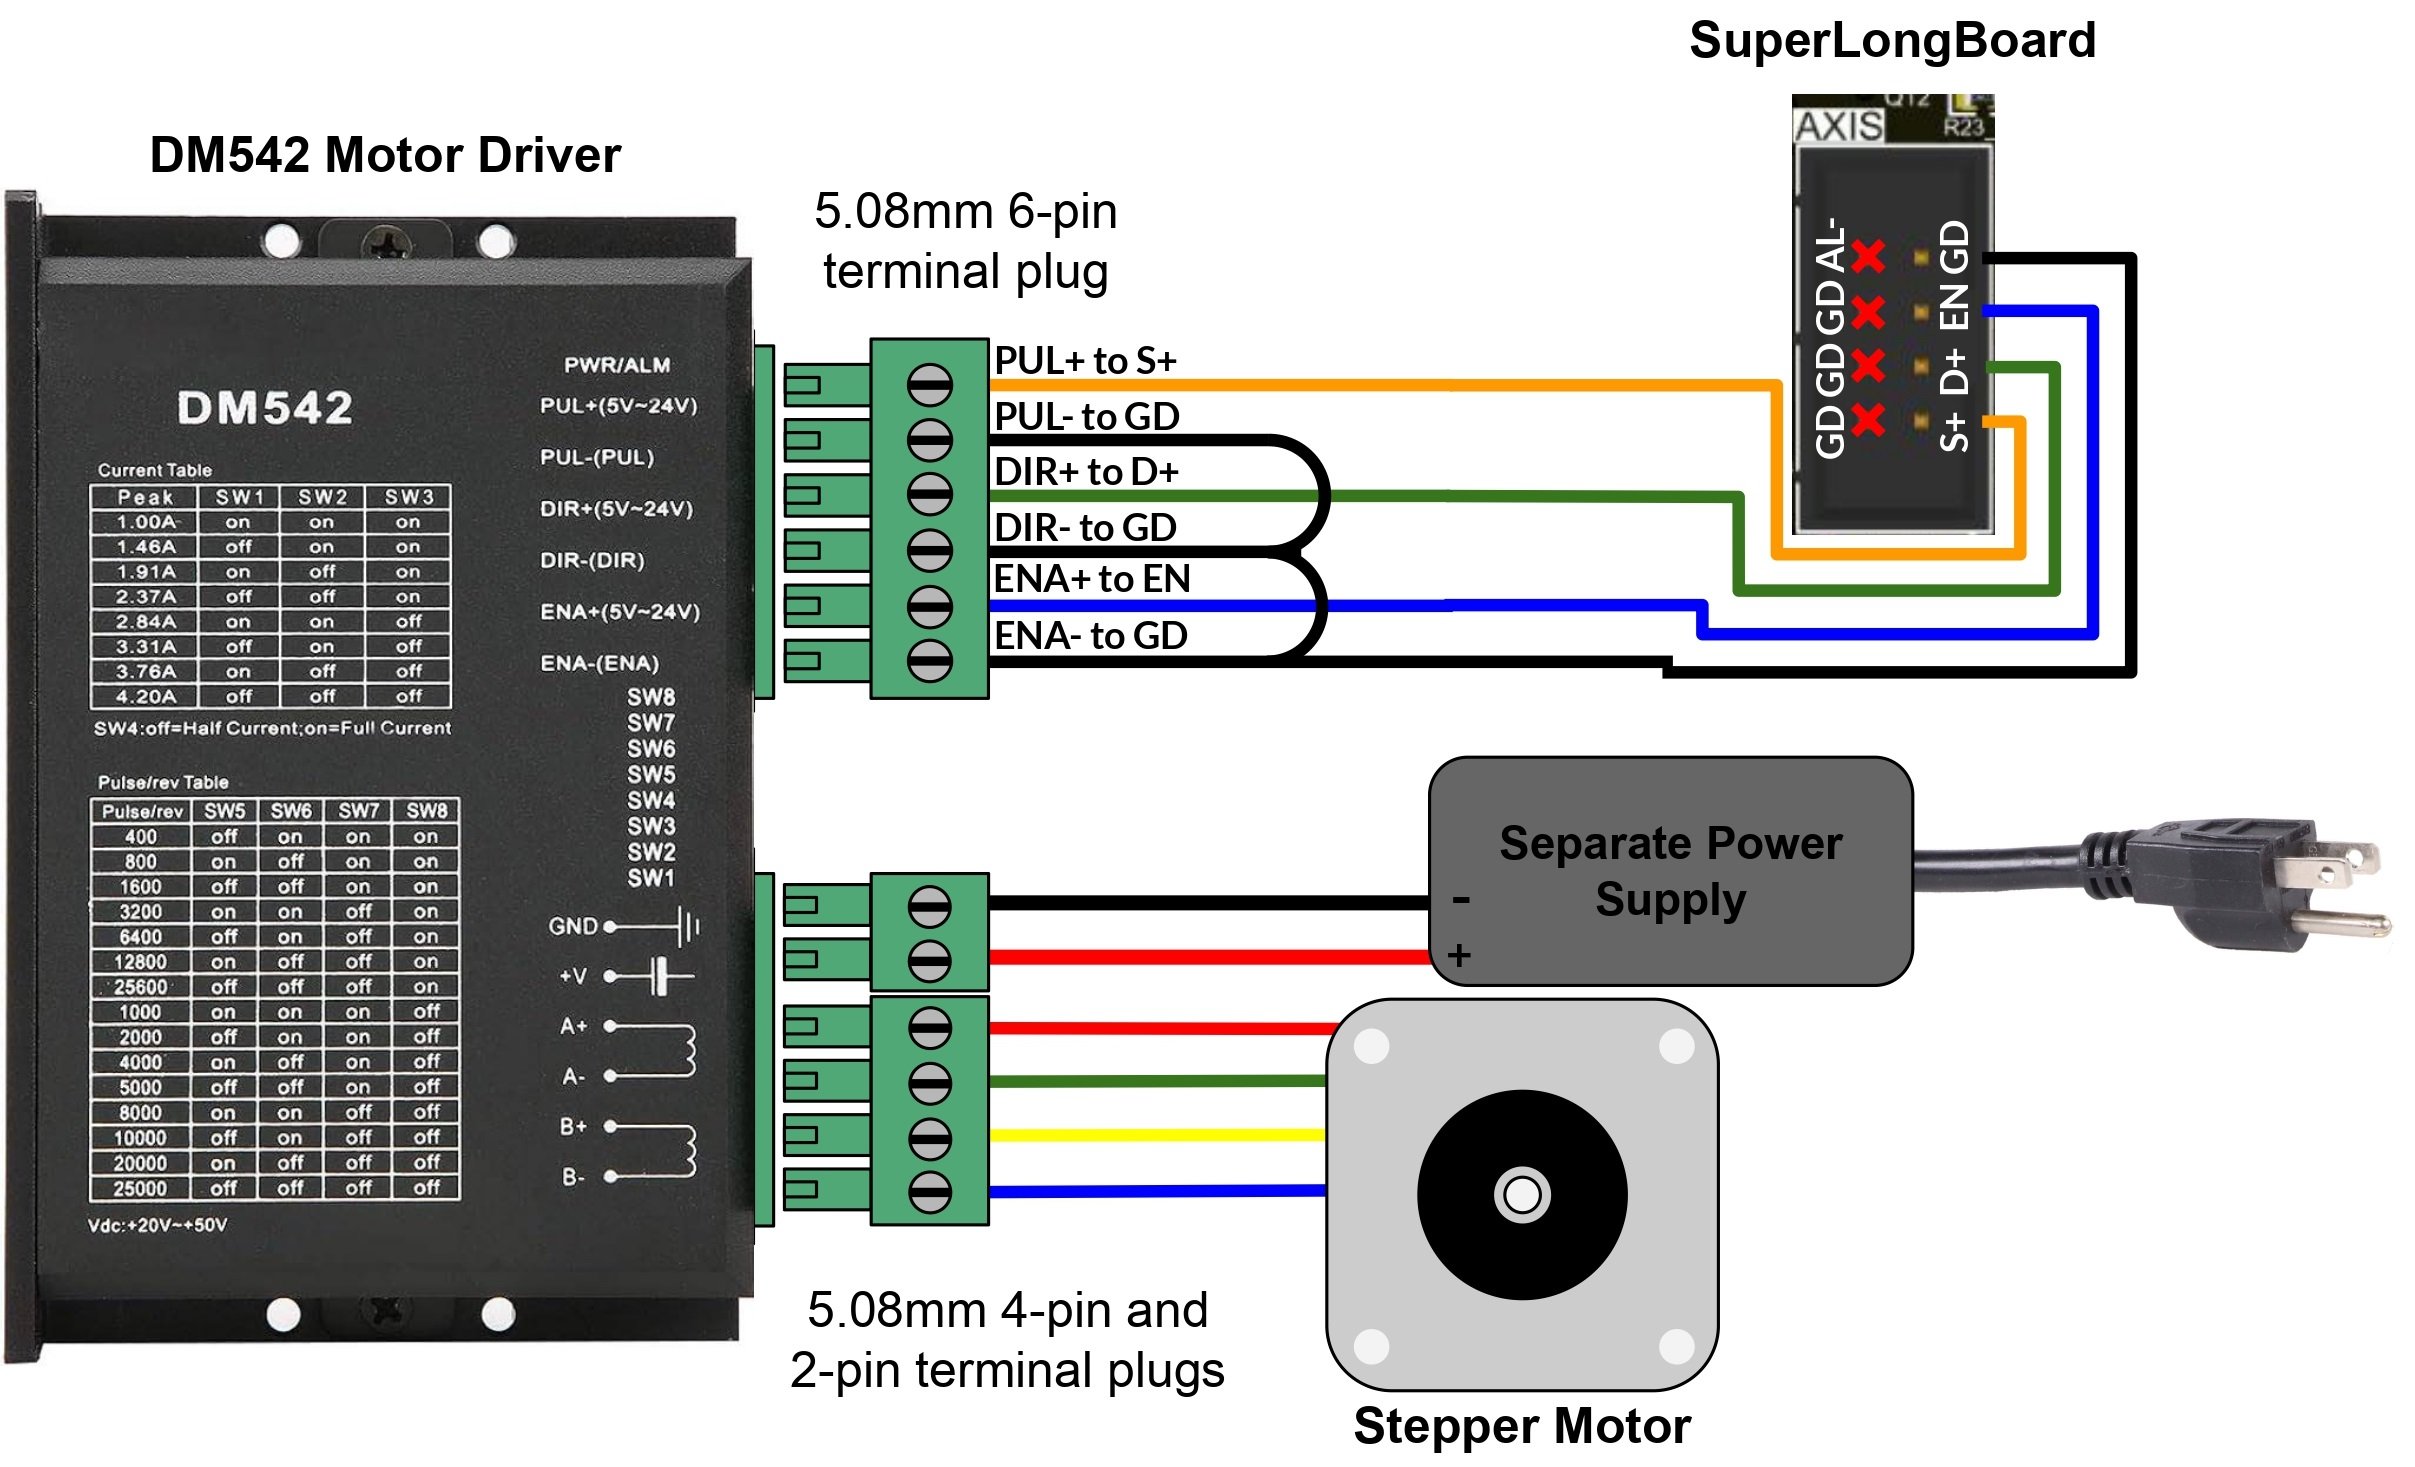 SuperLongBoard
Q12
AXIS
R23
AL- GD
GD EN
GD D+
GD S+
DM542 Motor Driver
5.08mm 6-pin
terminal plug
PUL+ to S+
PUL- to GD
DIR+ to D+
DIR- to GD
ENA+ to EN
ENA- to GD
DM542
PWR/ALM
PUL+(5V~24V)
PUL-(PUL)
DIR+(5V~24V)
DIR-(DIR)
ENA+(5V~24V)
ENA-(ENA)
SW8
SW7
SW6
SW5
SW4
SW3
SW2
SW1
GND
+V
A+
A-
B+
B-
Current Table
Peak SW1 SW2 SW3
1.00A on on on
1.46A off on on
1.91A on off on
2.37A off off on
2.84A on on off
3.31A off on off
3.76A on off off
4.20A off off off
SW4:off=Half Current;on=Full Current
Pulse/rev Table
Pulse/rev SW5 SW6 SW7 SW8
400 off on on on
800 on off on on
1600 off off on on
3200 on on off on
6400 off on off on
12800 on off off on
25600 off off off on
1000 on on on off
2000 off on on off
4000 on off on off
5000 off off on off
8000 on on off off
10000 off on off off
20000 on off off off
25000 off off off off
Vdc:+20V~+50V
Separate Power
Supply
-
+
5.08mm 4-pin and
2-pin terminal plugs
Stepper Motor